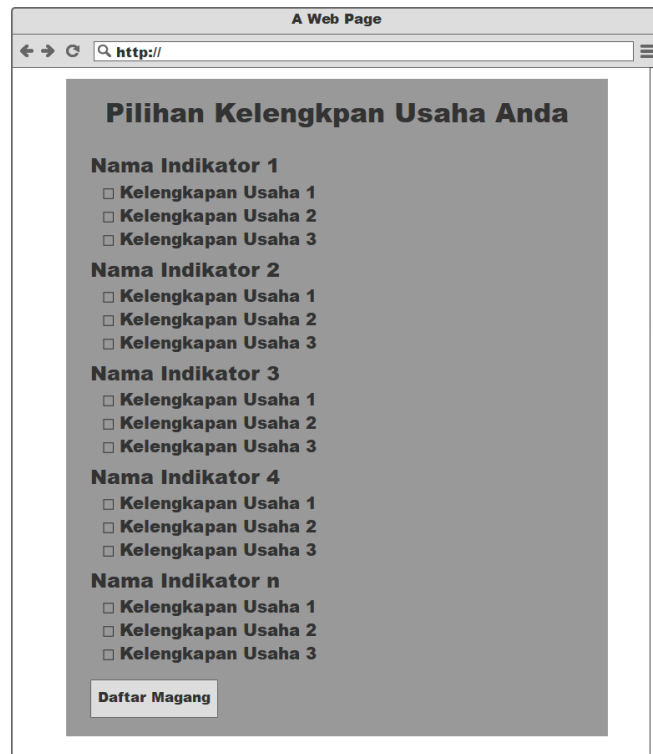 A Web Page
http://
Pilihan Kelengkpan Usaha Anda
Nama Indikator 1
Kelengkapan Usaha 1
Kelengkapan Usaha 2
Kelengkapan Usaha 3
Nama Indikator 2
Kelengkapan Usaha 1
Kelengkapan Usaha 2
Kelengkapan Usaha 3
Nama Indikator 3
Kelengkapan Usaha 1
Kelengkapan Usaha 2
Kelengkapan Usaha 3
Nama Indikator 4
Kelengkapan Usaha 1
Kelengkapan Usaha 2
Kelengkapan Usaha 3
Nama Indikator n
Kelengkapan Usaha 1
Kelengkapan Usaha 2
Kelengkapan Usaha 3
Daftar Magang